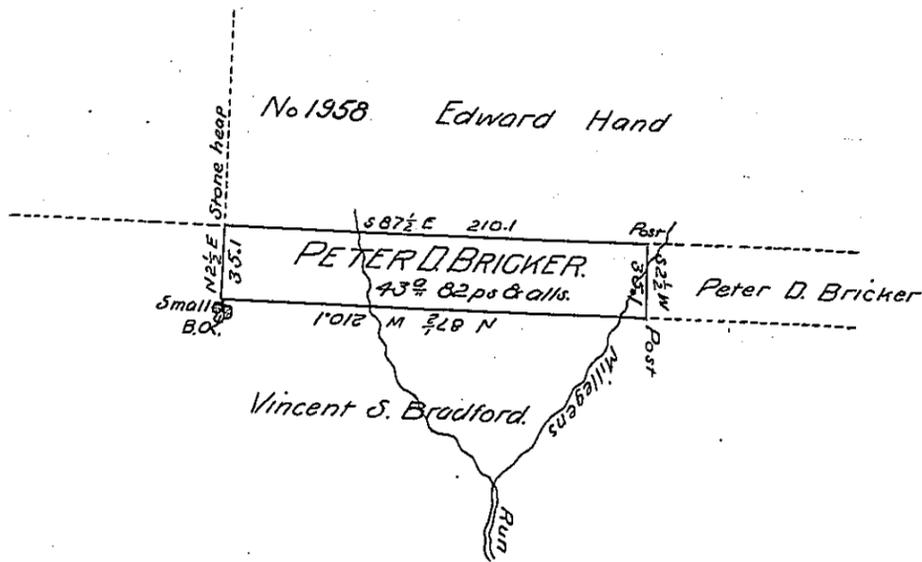 No 1958 Edward Hand
Stone heap
S 87½ E 210.1
Post
N 2½ E
35.1
PETER D. BRICKER.
43 a 82 ps & alls.
S 2½ W
35.1
Peter D. Bricker
Small
B.O.
N 87½ W 210.1
Post
Vincent S. Bradford.
Millegens
Run